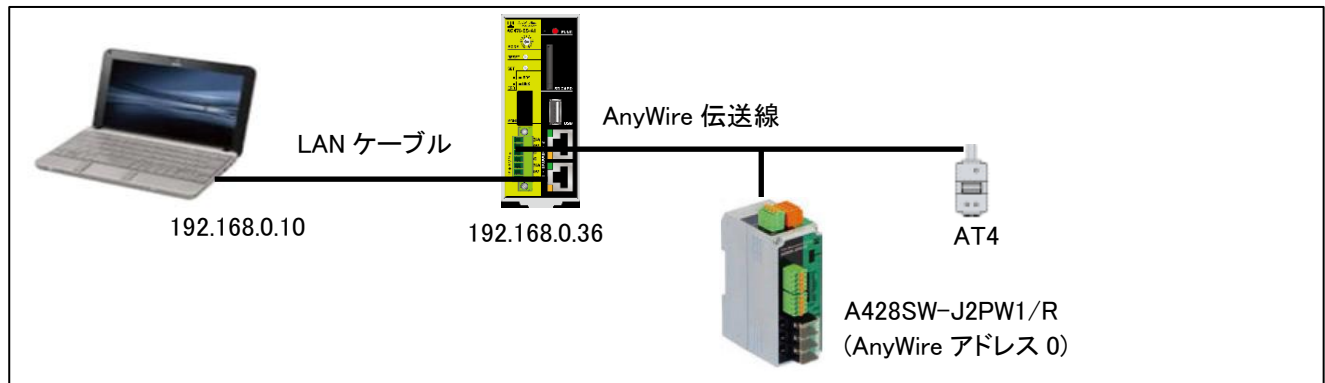 AnyWire 伝送線
LAN ケーブル
192.168.0.10
192.168.0.36
AT4
A428SW-J2PW1/R
(AnyWire アドレス 0)